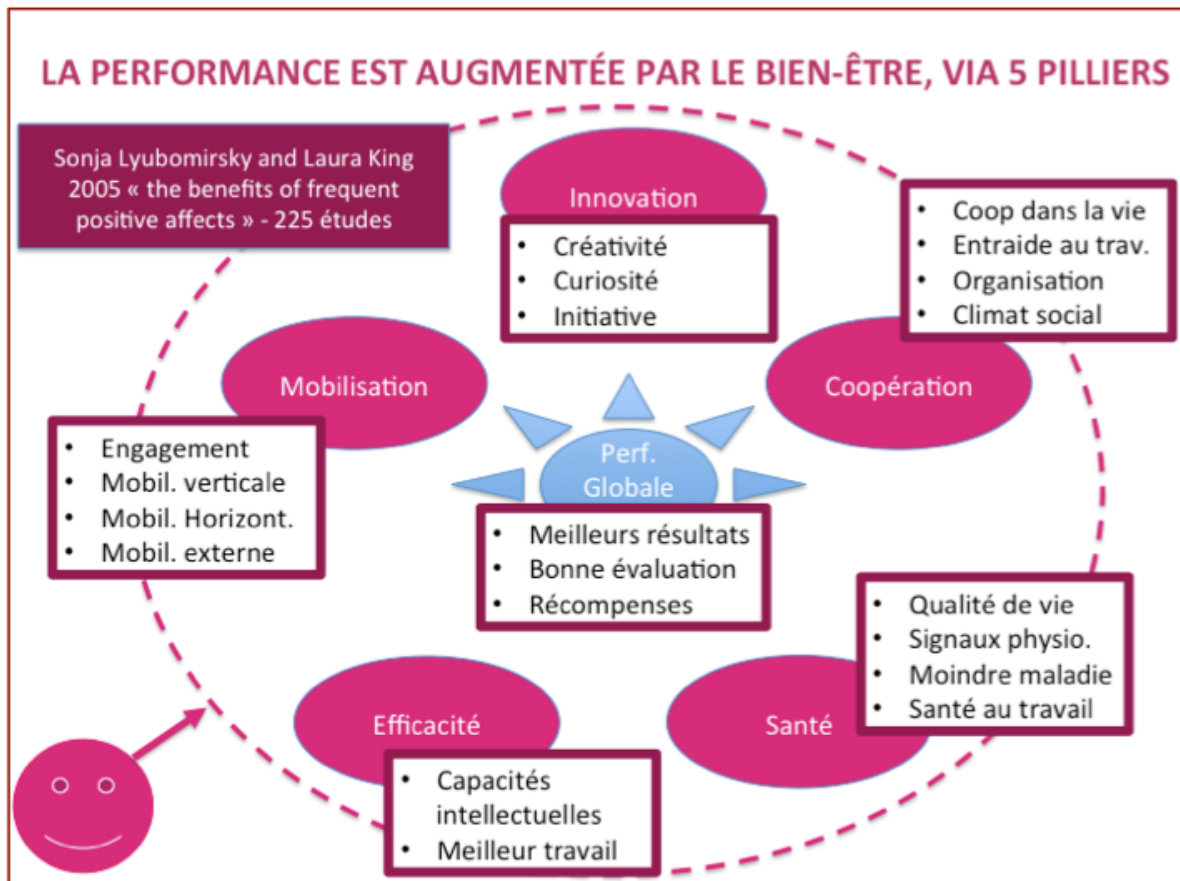 LA PERFORMANCE EST AUGMENTÉE PAR LE BIEN-ÊTRE, VIA 5 PILLIERS
Sonja Lyubomirsky and Laura King
2005 « the benefits of frequent
positive affects » - 225 études
Innovation
• Créativité
• Curiosité
• Initiative
• Coop dans la vie
• Entraide au trav.
• Organisation
• Climat social
Mobilisation
Coopération
• Engagement
• Mobil. verticale
• Mobil. Horizont.
• Mobil. externe
Perf.
Globale
• Meilleurs résultats
• Bonne évaluation
• Récompenses
• Qualité de vie
• Signaux physio.
• Moindre maladie
• Santé au travail
Efficacité
Santé
• Capacités
intellectuelles
• Meilleur travail